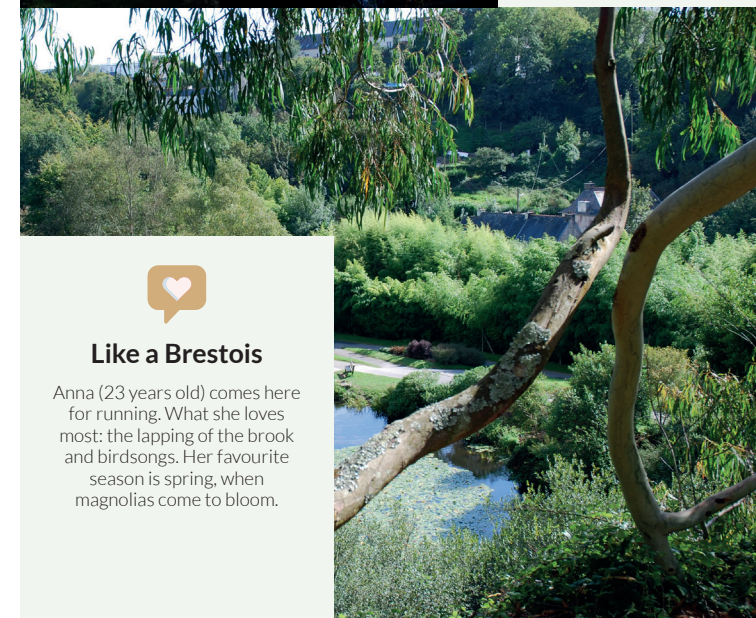 Like a Brestois
Anna (23 years old) comes here
for running. What she loves
most: the lapping of the brook
and birdsongs. Her favourite
season is spring, when
magnolias come to bloom.